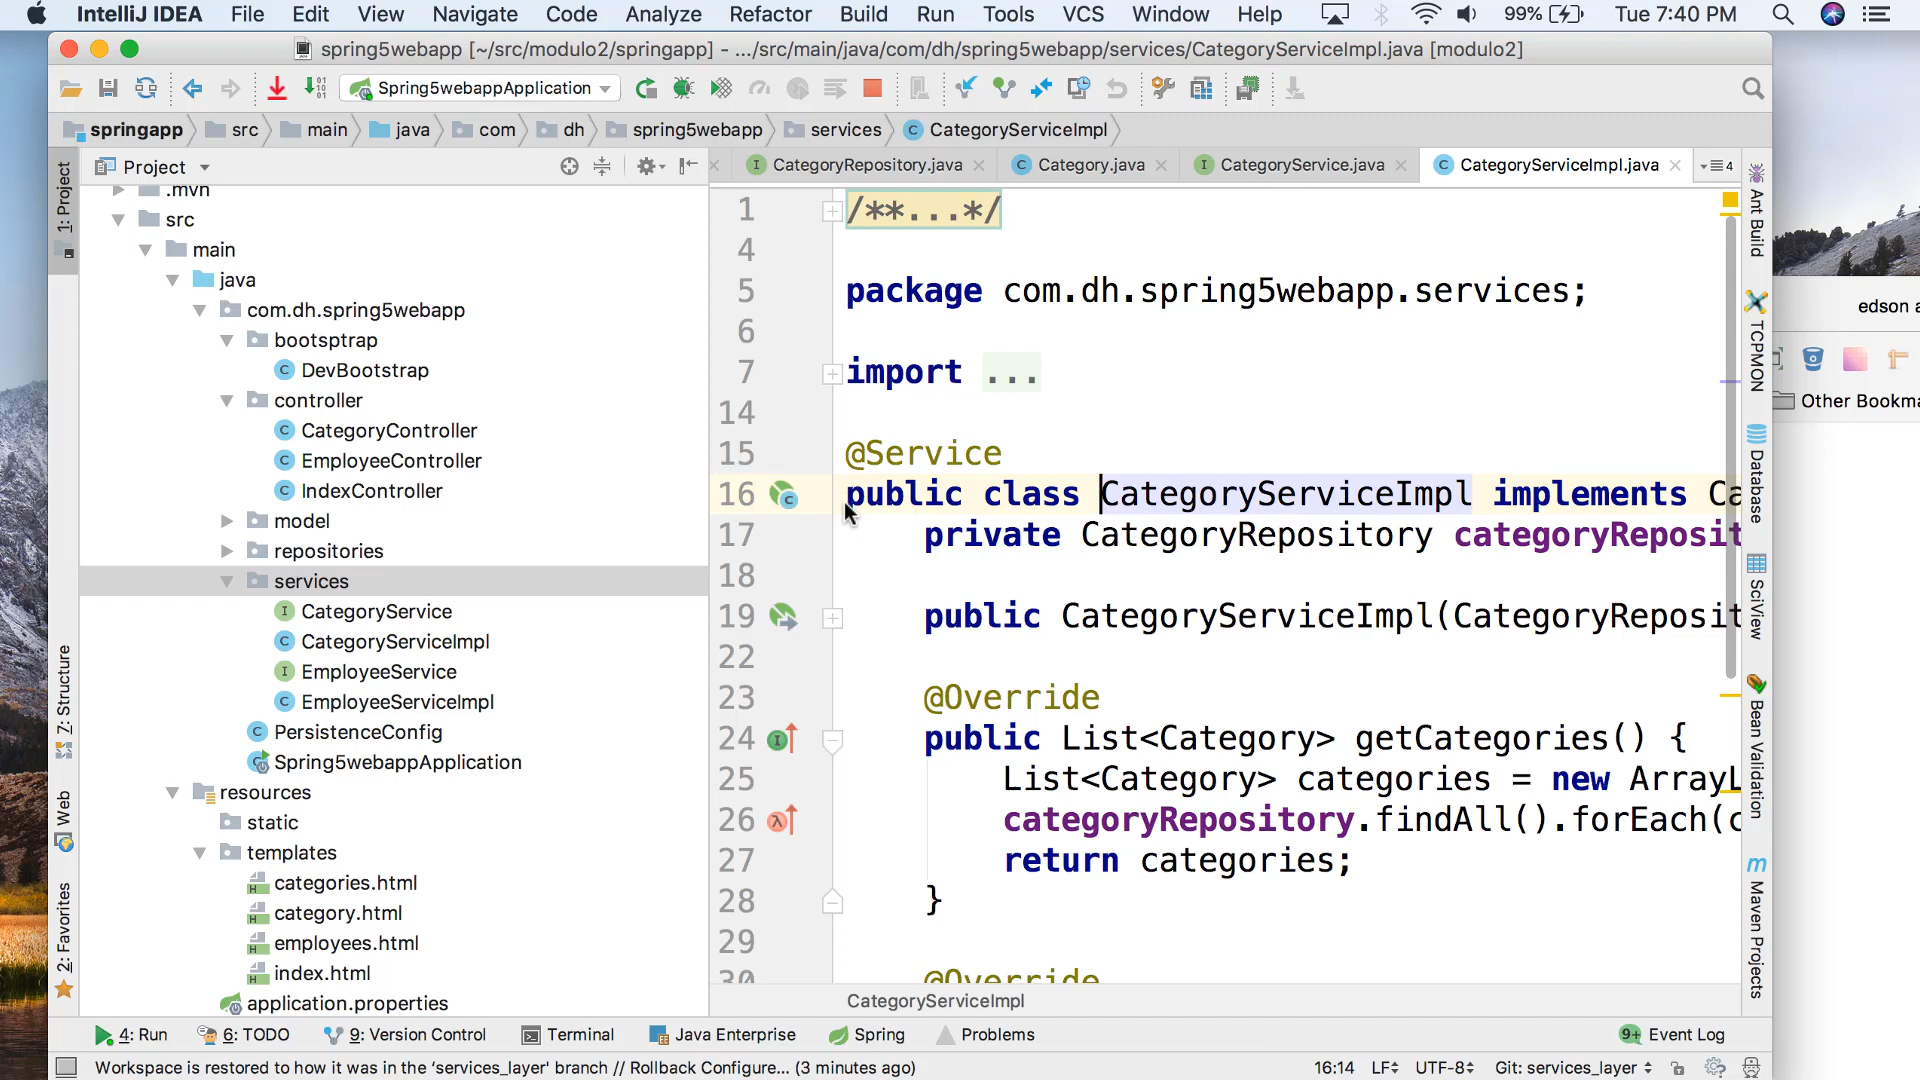 IntelliJ IDEA File Edit View Navigate Code Analyze Refactor Build Run Tools VCS Window Help 99% Tue 7:40 PM
spring5webapp [~/src/modulo2/springapp] - .../src/main/java/com/dh/spring5webapp/services/CategoryServiceImpl.java [modulo2]
Spring5webappApplication
springapp src main java com dh spring5webapp services CategoryServiceImpl
Project
CategoryRepository.java Category.java CategoryService.java CategoryServiceImpl.java 4
.mvn
src
main
java
com.dh.spring5webapp
bootsptrap
DevBootstrap
controller
CategoryController
EmployeeController
IndexController
model
repositories
services
CategoryService
CategoryServiceImpl
EmployeeService
EmployeeServiceImpl
PersistenceConfig
Spring5webappApplication
resources
static
templates
categories.html
category.html
employees.html
index.html
application.properties
1: Project
Z: Structure
Web
2: Favorites
1 /**...*/
4
5 package com.dh.spring5webapp.services;
6
7 import ...
14
15 @Service
16 public class CategoryServiceImpl implements Ca
17 private CategoryRepository categoryReposit
18
19 public CategoryServiceImpl(CategoryReposit
22
23 @Override
24 public List<Category> getCategories() {
25 List<Category> categories = new ArrayL
26 categoryRepository.findAll().forEach(c
27 return categories;
28 }
29
30 @Override
CategoryServiceImpl
Ant Build
TCPMON
Database
SciView
Bean Validation
Maven Projects
edson a
Other Bookma
4: Run 6: TODO 9: Version Control Terminal Java Enterprise Spring Problems 9+ Event Log
Workspace is restored to how it was in the 'services_layer' branch // Rollback Configure... (3 minutes ago) 16:14 LF UTF-8 Git: services_layer